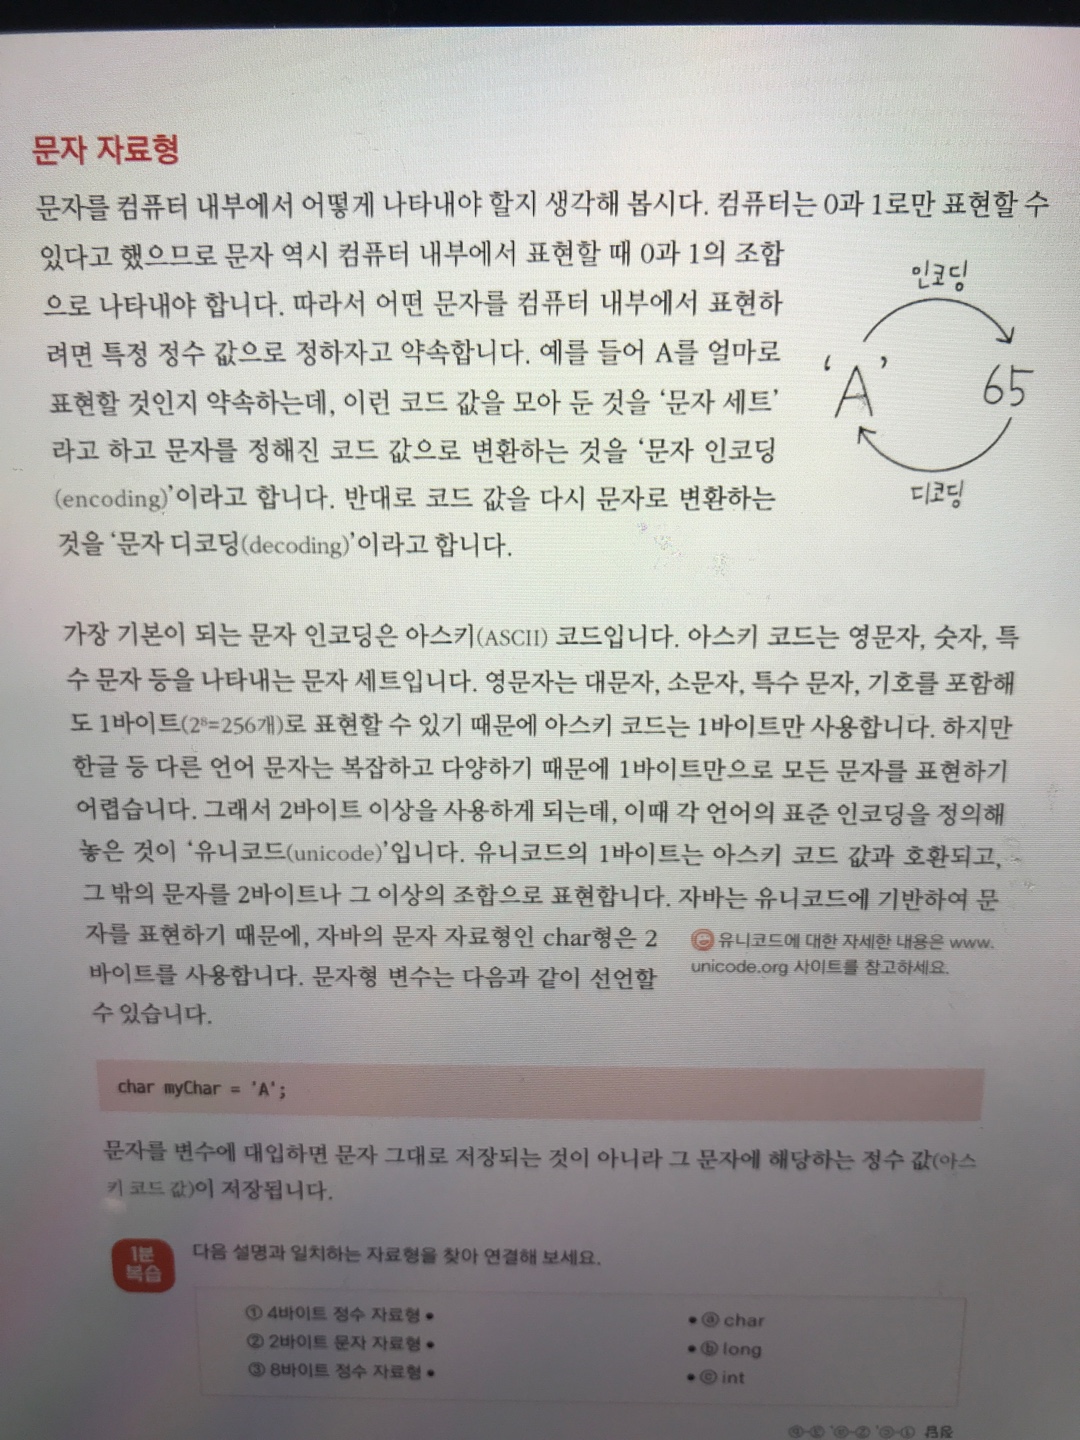 문자 자료형
문자를 컴퓨터 내부에서 어떻게 나타내야 할지 생각해 봅시다. 컴퓨터는 0과 1로만 표현할 수
있다고 했으므로 문자 역시 컴퓨터 내부에서 표현할 때 0과 1의 조합
으로 나타내야 합니다. 따라서 어떤 문자를 컴퓨터 내부에서 표현하
려면 특정 정수 값으로 정하자고 약속합니다. 예를 들어 A를 얼마로
표현할 것인지 약속하는데, 이런 코드 값을 모아 둔 것을 ‘문자 세트’
라고 하고 문자를 정해진 코드 값으로 변환하는 것을 ‘문자 인코딩
(encoding)’이라고 합니다. 반대로 코드 값을 다시 문자로 변환하는
것을 ‘문자 디코딩(decoding)’이라고 합니다.
인코딩
‘A’ 65
디코딩
가장 기본이 되는 문자 인코딩은 아스키(ASCII) 코드입니다. 아스키 코드는 영문자, 숫자, 특
수 문자 등을 나타내는 문자 세트입니다. 영문자는 대문자, 소문자, 특수 문자, 기호를 포함해
도 1바이트(2⁸=256개)로 표현할 수 있기 때문에 아스키 코드는 1바이트만 사용합니다. 하지만
한글 등 다른 언어 문자는 복잡하고 다양하기 때문에 1바이트만으로 모든 문자를 표현하기
어렵습니다. 그래서 2바이트 이상을 사용하게 되는데, 이때 각 언어의 표준 인코딩을 정의해
놓은 것이 ‘유니코드(unicode)’입니다. 유니코드의 1바이트는 아스키 코드 값과 호환되고,
그 밖의 문자를 2바이트나 그 이상의 조합으로 표현합니다. 자바는 유니코드에 기반하여 문
자를 표현하기 때문에, 자바의 문자 자료형인 char형은 2
바이트를 사용합니다. 문자형 변수는 다음과 같이 선언할
수 있습니다.
유니코드에 대한 자세한 내용은 www.
unicode.org 사이트를 참고하세요.
char myChar = 'A';
문자를 변수에 대입하면 문자 그대로 저장되는 것이 아니라 그 문자에 해당하는 정수 값(아스
키 코드 값)이 저장됩니다.
1분
복습
다음 설명과 일치하는 자료형을 찾아 연결해 보세요.
① 4바이트 정수 자료형 • • ⓐ char
② 2바이트 문자 자료형 • • ⓑ long
③ 8바이트 정수 자료형 • • ⓒ int
정답 ①-ⓒ, ②-ⓐ, ③-ⓑ